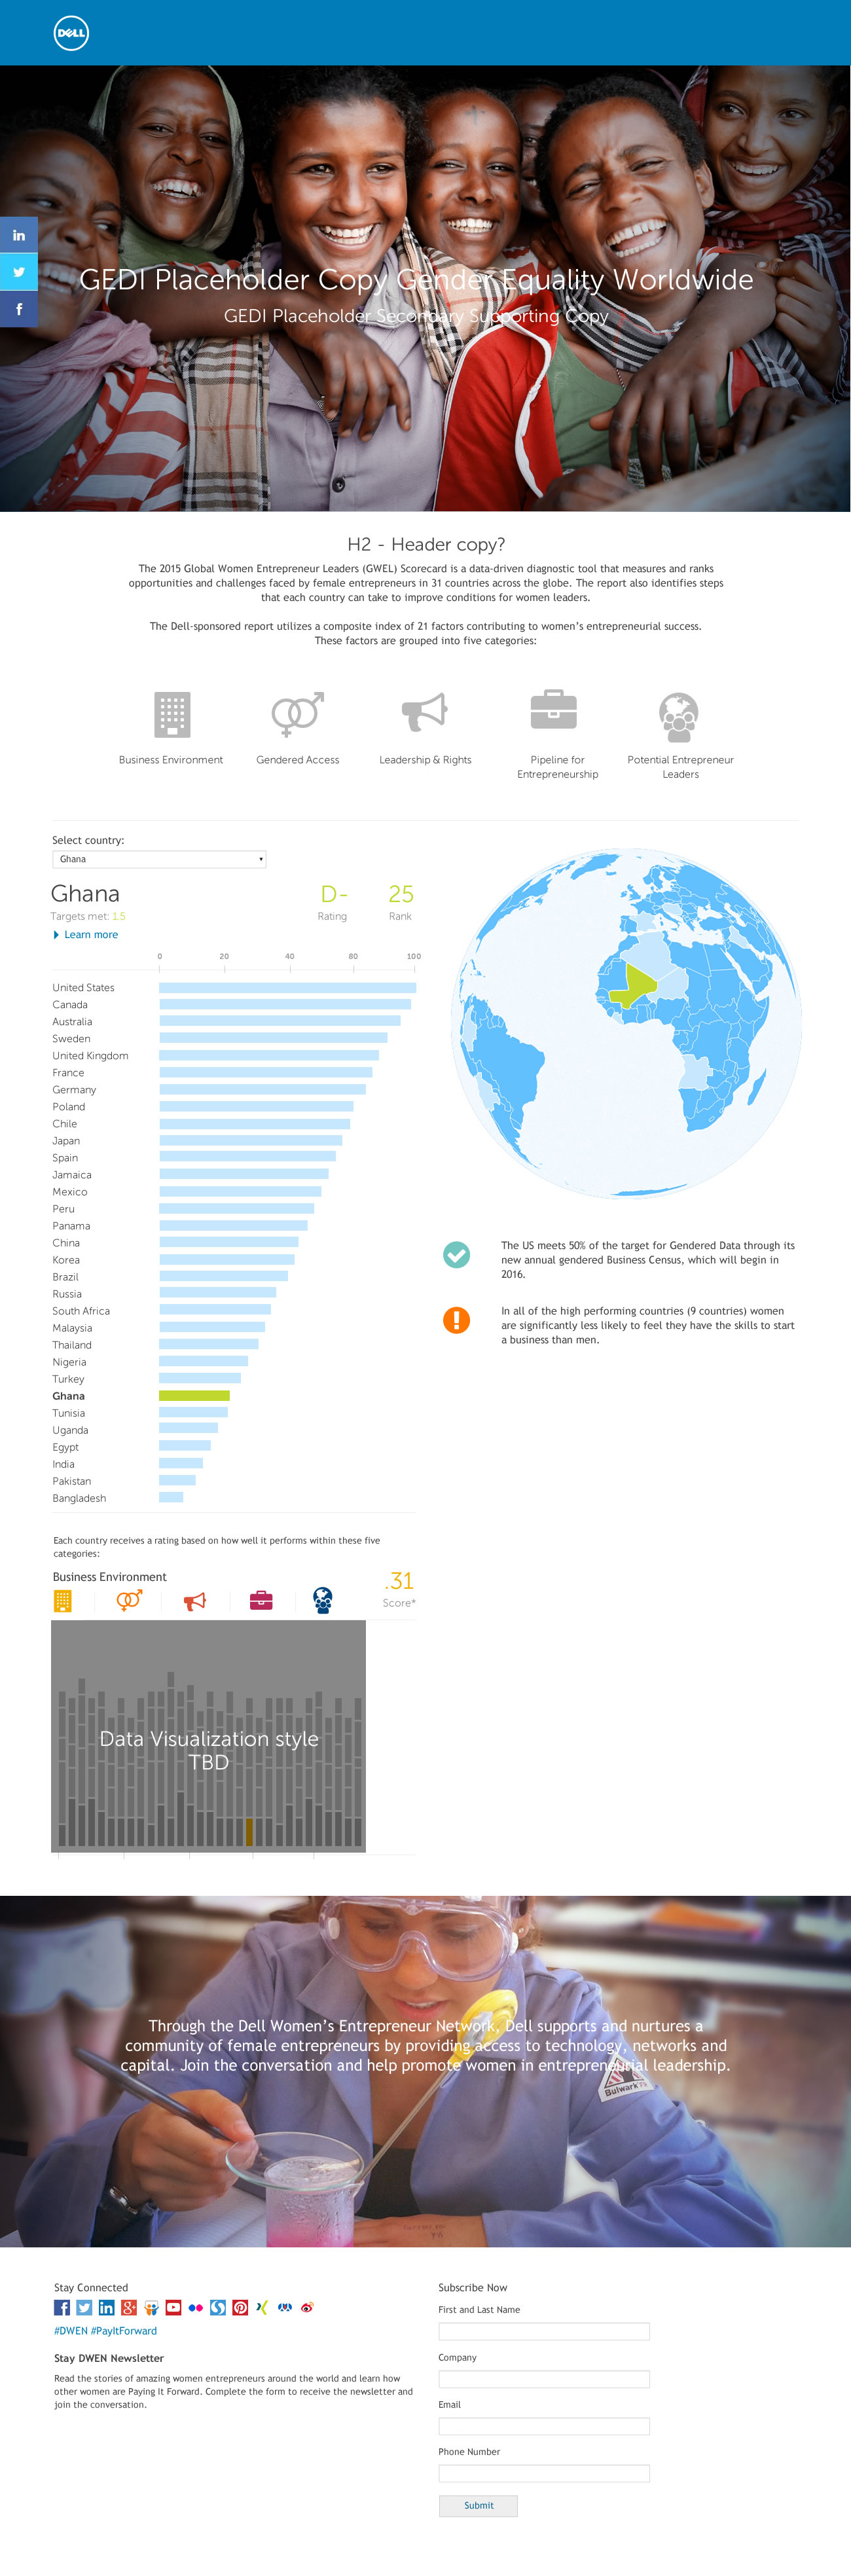 DELL
in
f
GEDI Placeholder Copy Gender Equality Worldwide
GEDI Placeholder Secondary Supporting Copy
H2 - Header copy?
The 2015 Global Women Entrepreneur Leaders (GWEL) Scorecard is a data-driven diagnostic tool that measures and ranks
opportunities and challenges faced by female entrepreneurs in 31 countries across the globe. The report also identifies steps
that each country can take to improve conditions for women leaders.
The Dell-sponsored report utilizes a composite index of 21 factors contributing to women's entrepreneurial success.
These factors are grouped into five categories:
Business Environment
Gendered Access
Leadership & Rights
Pipeline for
Entrepreneurship
Potential Entrepreneur
Leaders
Select country:
Ghana
Ghana
D-
25
Targets met: 1.5
Rating
Rank
Learn more
0 20 40 80 100
United States
Canada
Australia
Sweden
United Kingdom
France
Germany
Poland
Chile
Japan
Spain
Jamaica
Mexico
Peru
Panama
China
Korea
Brazil
Russia
South Africa
Malaysia
Thailand
Nigeria
Turkey
Ghana
Tunisia
Uganda
Egypt
India
Pakistan
Bangladesh
The US meets 50% of the target for Gendered Data through its
new annual gendered Business Census, which will begin in
2016.
In all of the high performing countries (9 countries) women
are significantly less likely to feel they have the skills to start
a business than men.
Each country receives a rating based on how well it performs within these five
categories:
Business Environment
.31
Score*
Data Visualization style
TBD
Through the Dell Women's Entrepreneur Network, Dell supports and nurtures a
community of female entrepreneurs by providing access to technology, networks and
capital. Join the conversation and help promote women in entrepreneurial leadership.
Bulwark
Stay Connected
#DWEN #PayItForward
Stay DWEN Newsletter
Read the stories of amazing women entrepreneurs around the world and learn how
other women are Paying It Forward. Complete the form to receive the newsletter and
join the conversation.
Subscribe Now
First and Last Name
Company
Email
Phone Number
Submit